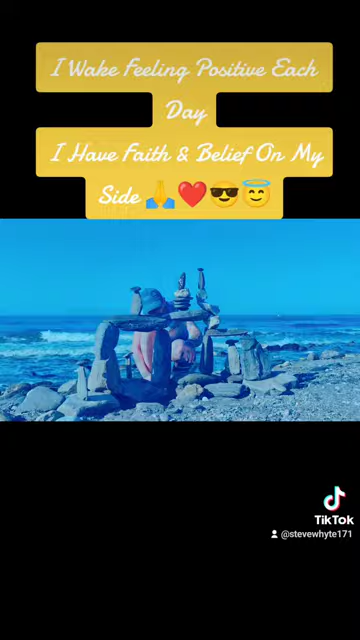 I Wake Feeling Positive Each
Day
I Have Faith & Belief On My
Side 🙏❤️😎😇
TikTok
@stevewhyte171